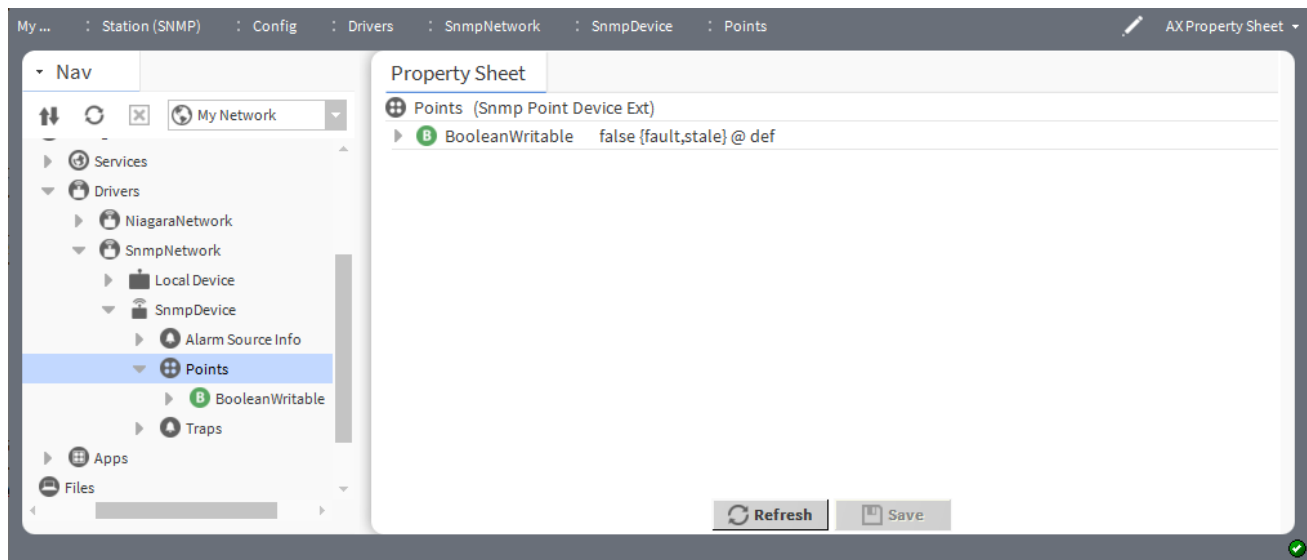 My ... : Station (SNMP) : Config : Drivers : SnmpNetwork : SnmpDevice : Points AX Property Sheet
Nav
My Network
Services
Drivers
NiagaraNetwork
SnmpNetwork
Local Device
SnmpDevice
Alarm Source Info
Points
B BooleanWritable
Traps
Apps
Files
Property Sheet
Points (Snmp Point Device Ext)
B BooleanWritable false {fault,stale} @ def
Refresh Save